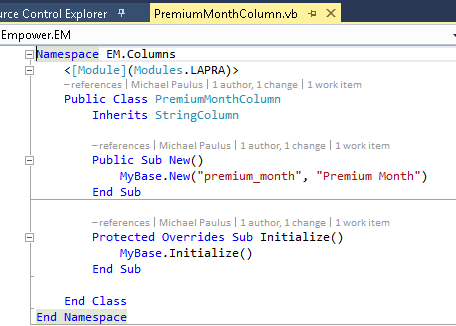 urce Control Explorer PremiumMonthColumn.vb
Empower.EM
Namespace EM.Columns
<[Module](Modules.LAPRA)>
–references | Michael Paulus | 1 author, 1 change | 1 work item
Public Class PremiumMonthColumn
Inherits StringColumn
–references | Michael Paulus | 1 author, 1 change | 1 work item
Public Sub New()
MyBase.New("premium_month", "Premium Month")
End Sub
–references | Michael Paulus | 1 author, 1 change | 1 work item
Protected Overrides Sub Initialize()
MyBase.Initialize()
End Sub
End Class
End Namespace